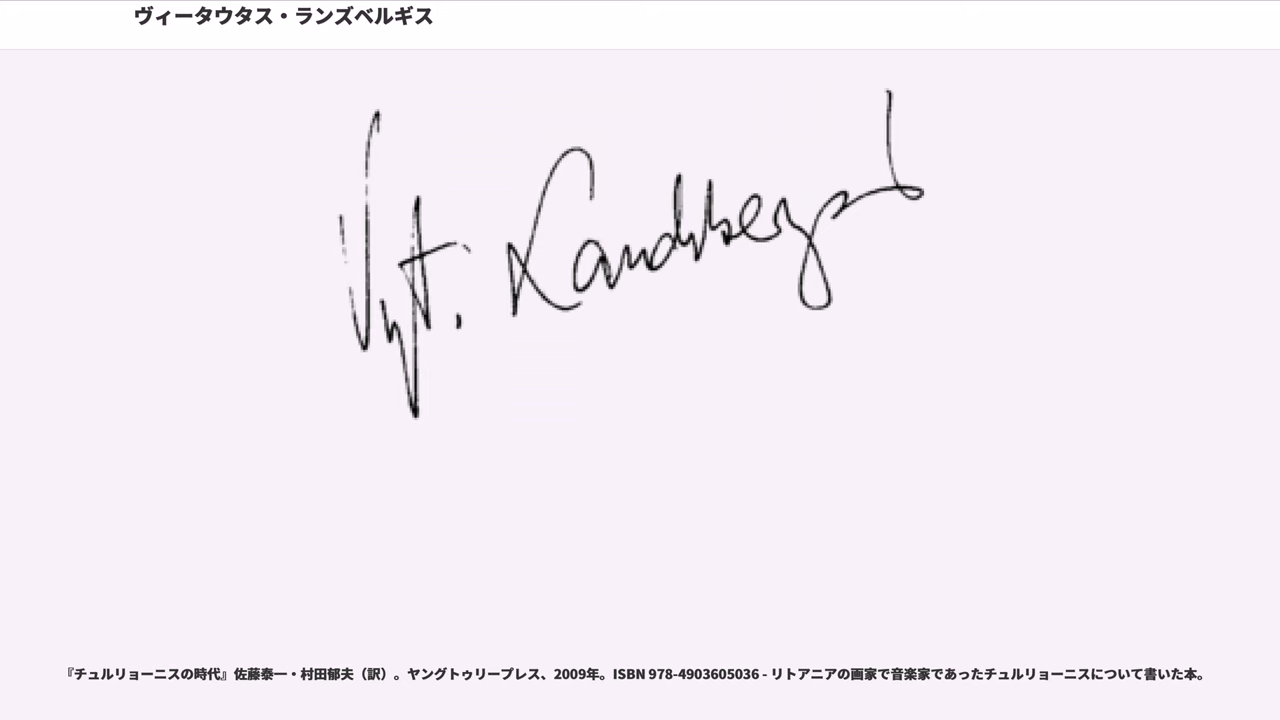 ヴィータウタス・ランズベルギス
Vyt. Landsbergis
『チュルリョーニスの時代』佐藤泰一・村田郁夫（訳）。ヤングトゥリープレス、2009年。ISBN 978-4903605036 - リトアニアの画家で音楽家であったチュルリョーニスについて書いた本。